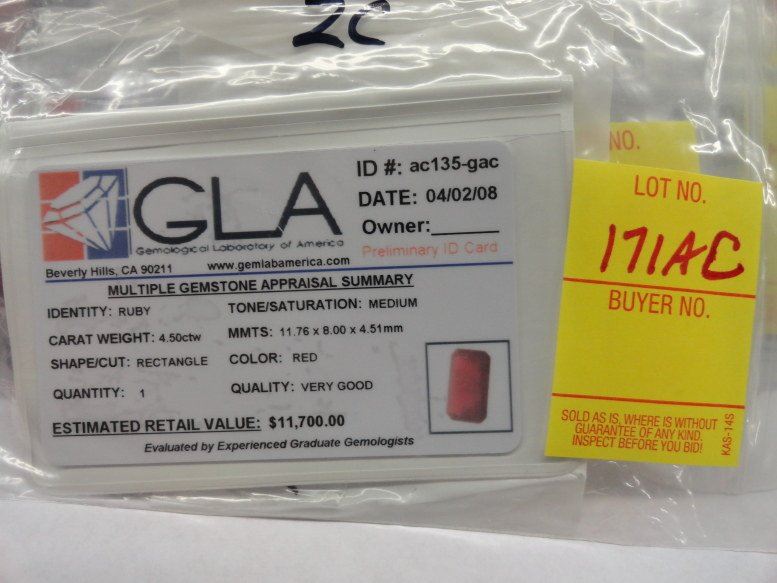 2C
GLA
Gemological Laboratory of America
Beverly Hills, CA 90211 www.gemlabamerica.com
ID #: ac135-gac
DATE: 04/02/08
Owner:______
Preliminary ID Card
MULTIPLE GEMSTONE APPRAISAL SUMMARY
IDENTITY: RUBY TONE/SATURATION: MEDIUM
CARAT WEIGHT: 4.50ctw MMTS: 11.76 x 8.00 x 4.51mm
SHAPE/CUT: RECTANGLE COLOR: RED
QUANTITY: 1 QUALITY: VERY GOOD
ESTIMATED RETAIL VALUE: $11,700.00
Evaluated by Experienced Graduate Gemologists
NO.
LOT NO.
171AC
BUYER NO.
SOLD AS IS, WHERE IS WITHOUT
GUARANTEE OF ANY KIND.
INSPECT BEFORE YOU BID!
KAS-14S